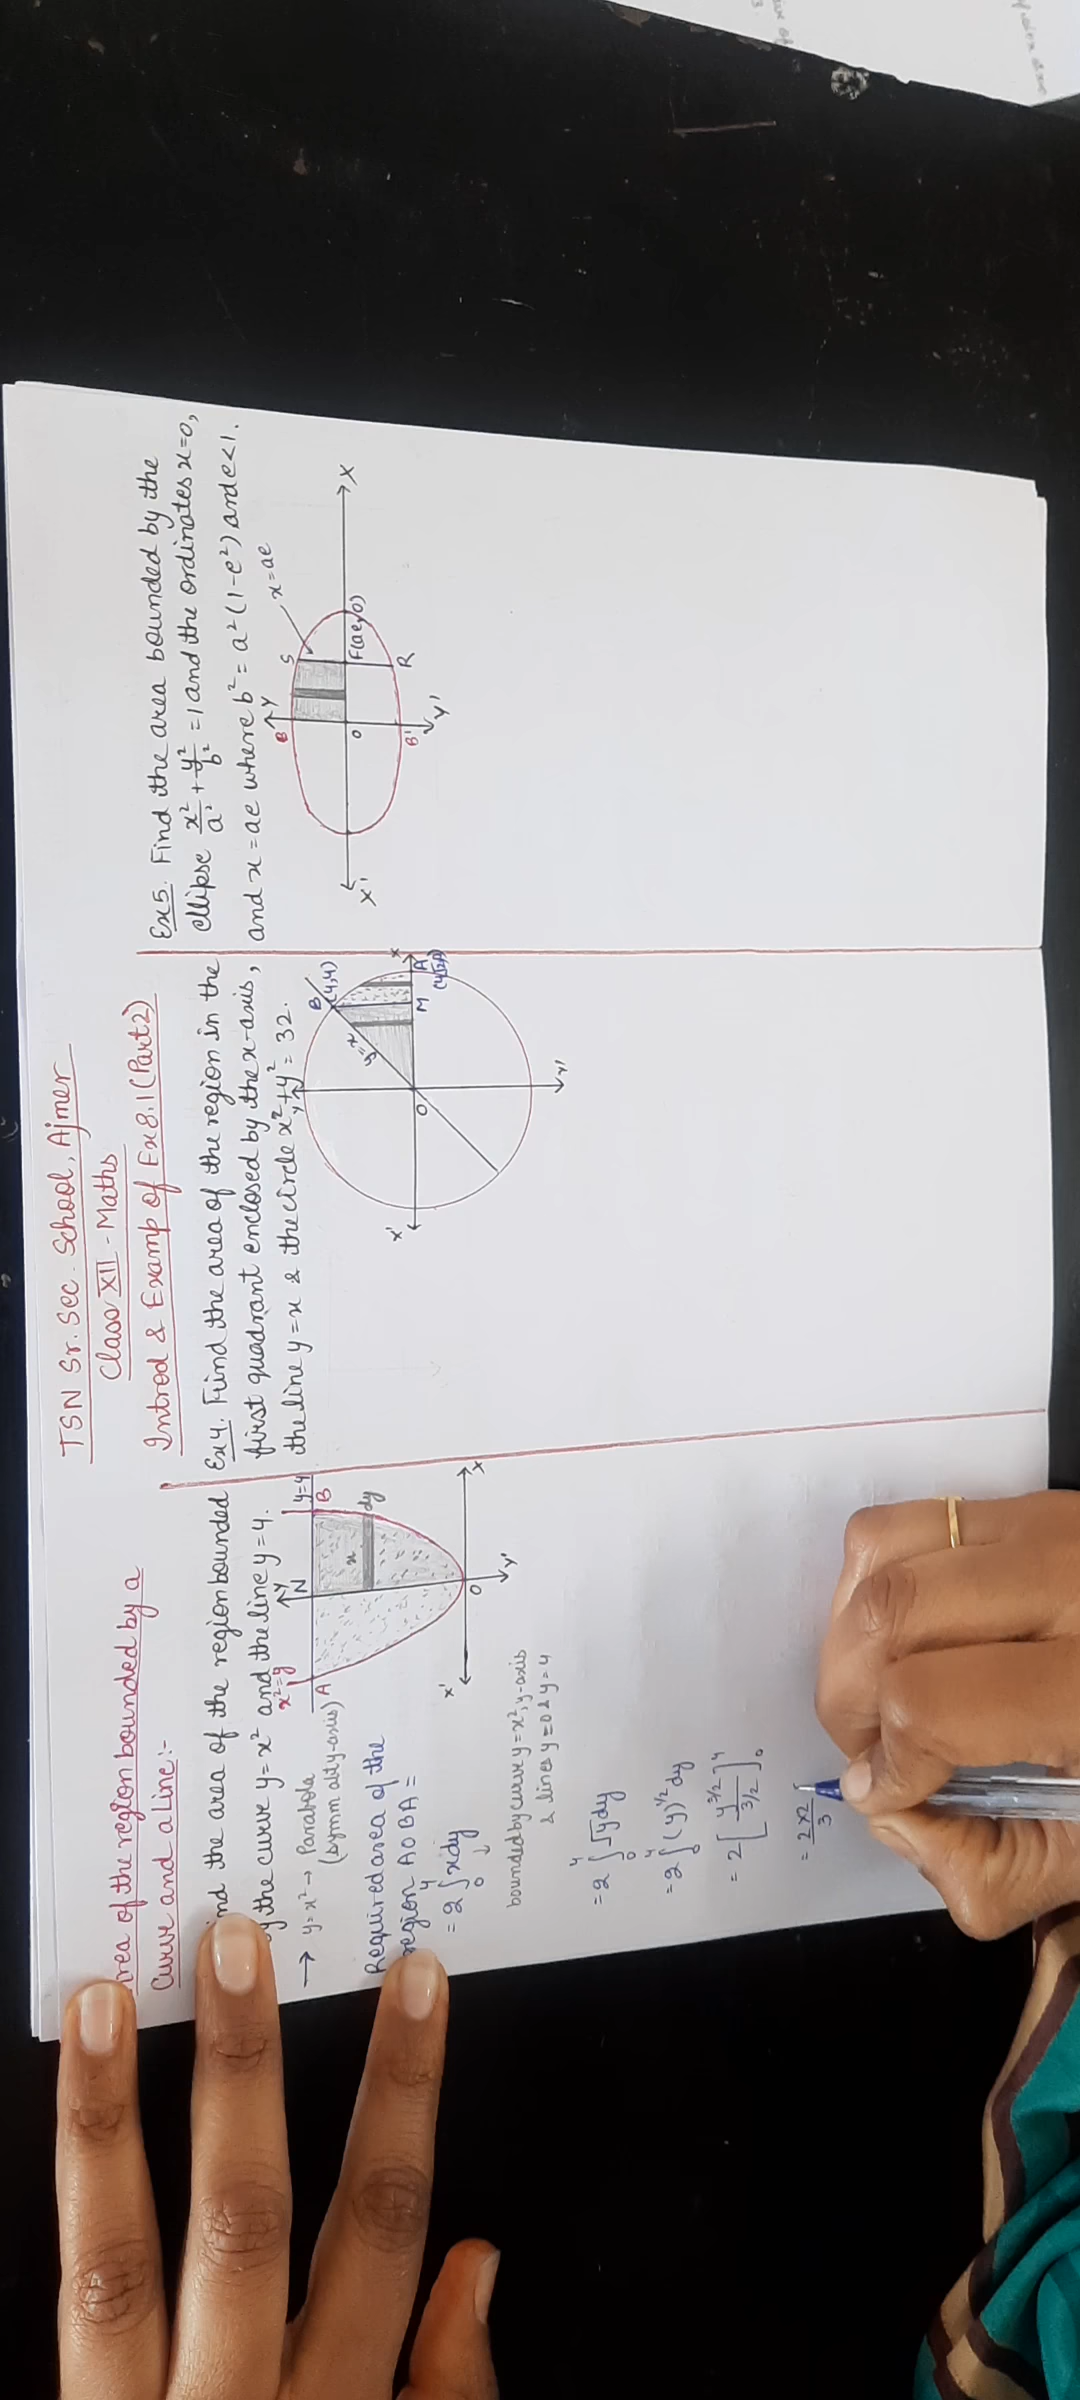 TSN Sr. Sec. School, Ajmer
Class XII - Maths
Introd & Examp of Ex 8.1 (Part 2)
Area of the region bounded by a
Curve and a Line:-
the area of the region bounded
the curve y=x² and the line y=4.
→ y=x² → Parabola
(symm abt y-axis)
Required area of the
region AOBA =
= 2 ∫₀⁴ x dy
bounded by curve y=x², y-axis
& lines y=0 & y=4
= 2 ∫₀⁴ √y dy
= 2 ∫₀⁴ (y)^1/2 dy
= 2 [ y^3/2 / 3/2 ]₀⁴
= 2×2/3 [
x²=y
A
Y
N
y=4
B
x
dy
X'
O
X
Y'
Ex 4. Find the area of the region in the
first quadrant enclosed by the x-axis,
the line y=x & the circle x²+y²=32.
Y
B
(4,4)
y=x
X'
O
M
A
X
Y'
Ex 5. Find the area bounded by the
ellipse x²/a² + y²/b² = 1 and the ordinates x=0,
and x=ae where b²=a²(1-e²) and e<1.
B
Y
S
x=ae
X'
O
F(ae,0)
X
B'
R
Y'